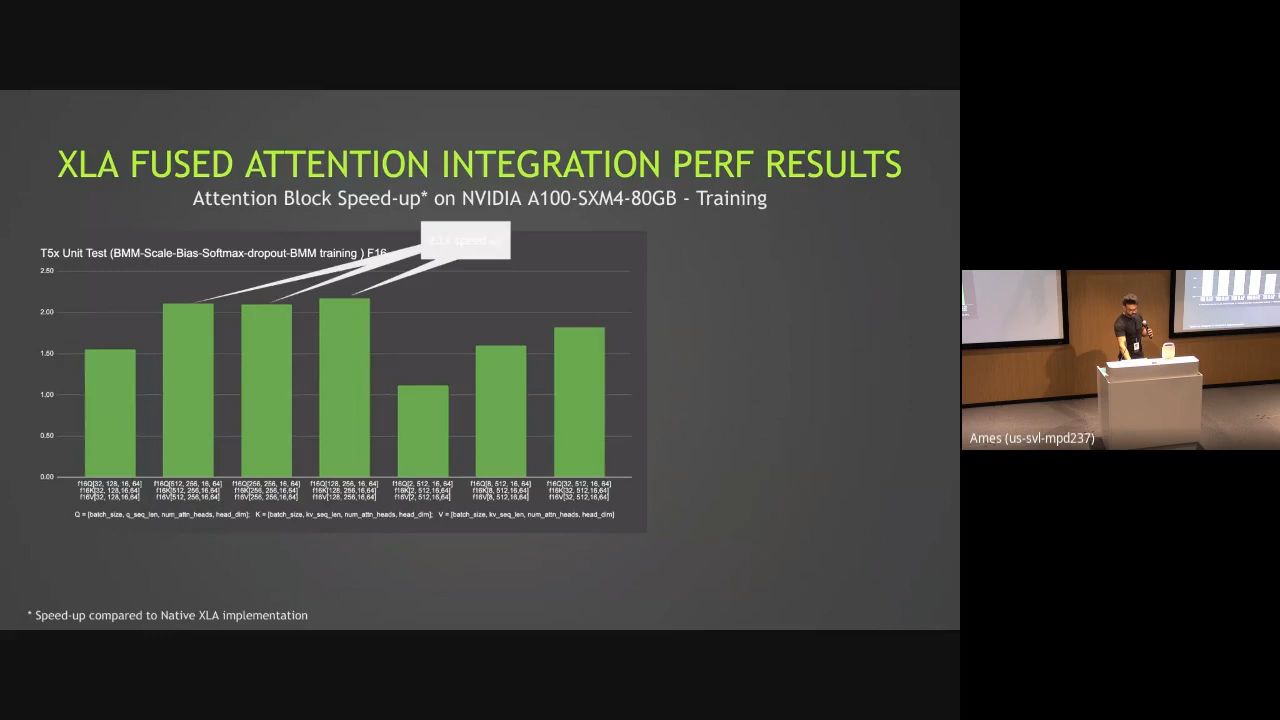 XLA FUSED ATTENTION INTEGRATION PERF RESULTS
Attention Block Speed-up* on NVIDIA A100-SXM4-80GB - Training
T5x Unit Test (BMM-Scale-Bias-Softmax-dropout-BMM training ) F16
2.50
2.00
1.50
1.00
0.50
0.00
f16Q[32, 128, 16, 64] f16Q[512, 256, 16, 64] f16Q[256, 256, 16, 64] f16Q[128, 256, 16, 64] f16Q[2, 512, 16, 64] f16Q[8, 512, 16, 64] f16Q[32, 512, 16, 64]
f16K[32, 128,16,64] f16K[512, 256,16,64] f16K[256, 256,16,64] f16K[128, 256,16,64] f16K[2, 512,16,64] f16K[8, 512,16,64] f16K[32, 512,16,64]
f16V[32, 128,16,64] f16V[512, 256,16,64] f16V[256, 256,16,64] f16V[128, 256,16,64] f16V[2, 512,16,64] f16V[8, 512,16,64] f16V[32, 512,16,64]
Q = [batch_size, q_seq_len, num_attn_heads, head_dim]; K = [batch_size, kv_seq_len, num_attn_heads, head_dim]; V = [batch_size, kv_seq_len, num_attn_heads, head_dim]
* Speed-up compared to Native XLA implementation
Ames (us-svl-mpd237)